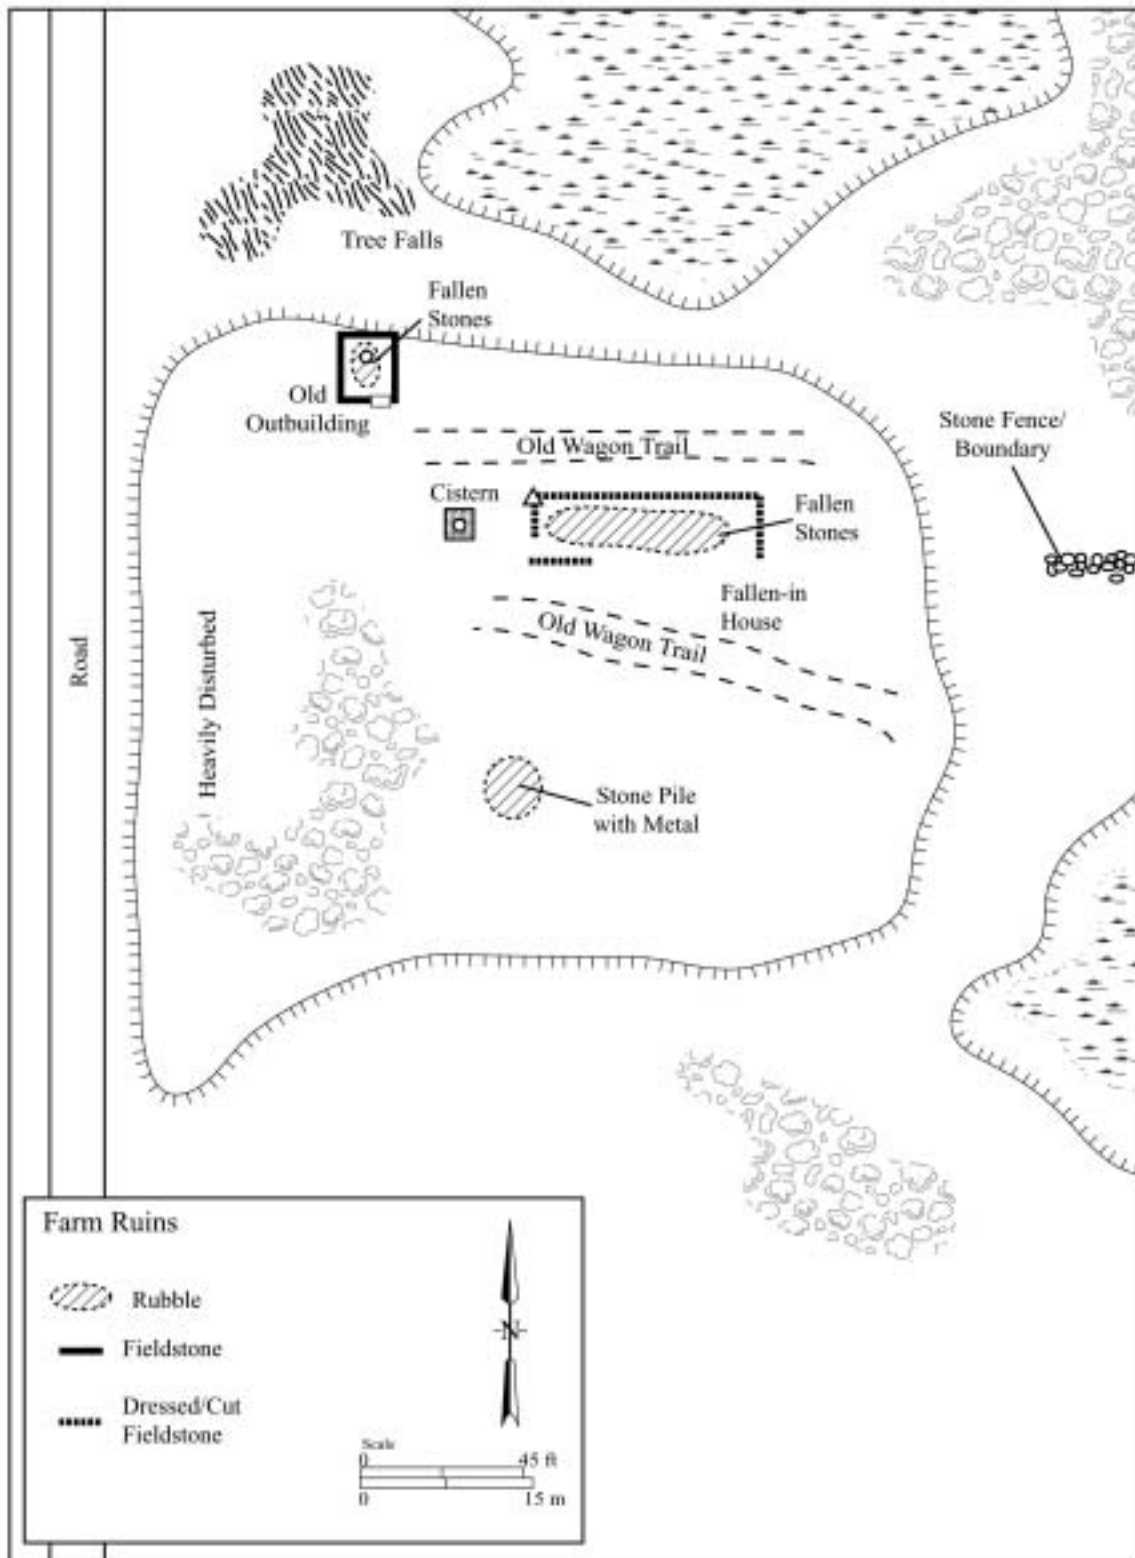 Tree Falls
Fallen
Stones
Old
Outbuilding
Old Wagon Trail
Stone Fence/
Boundary
Cistern
Fallen
Stones
Fallen-in
House
Old Wagon Trail
Road
Heavily Disturbed
Stone Pile
with Metal
Farm Ruins
Rubble
Fieldstone
Dressed/Cut
Fieldstone
N
Scale
0 45 ft
0 15 m